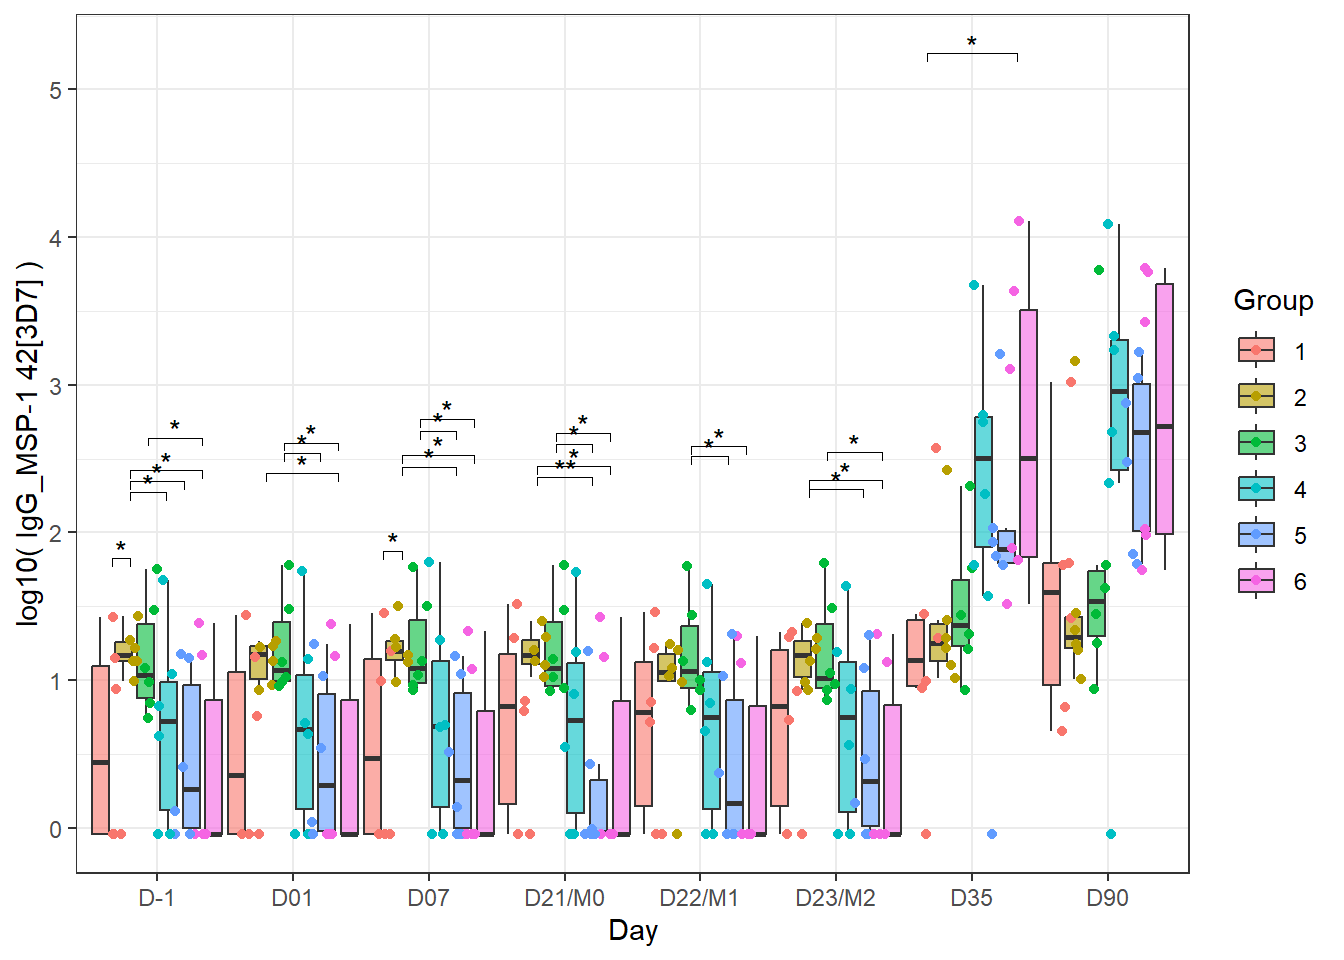 *
5
4
3
2
1
0
log10( IgG_MSP-1 42[3D7] )
* * * *
* * *
* * * *
* * * **
* *
* * *
* *
D-1 D01 D07 D21/M0 D22/M1 D23/M2 D35 D90
Day
Group
1
2
3
4
5
6